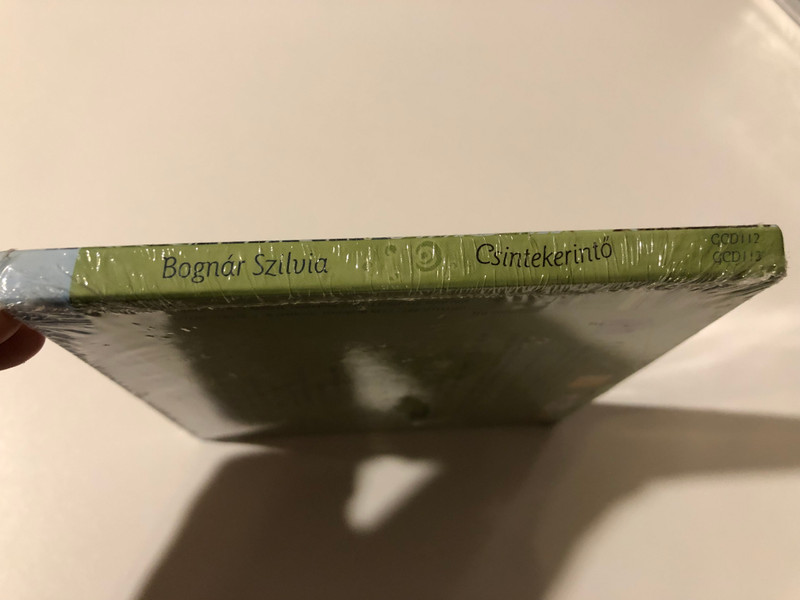 Bognár Szilvia
Csintekerintő
GCD112
GCD113